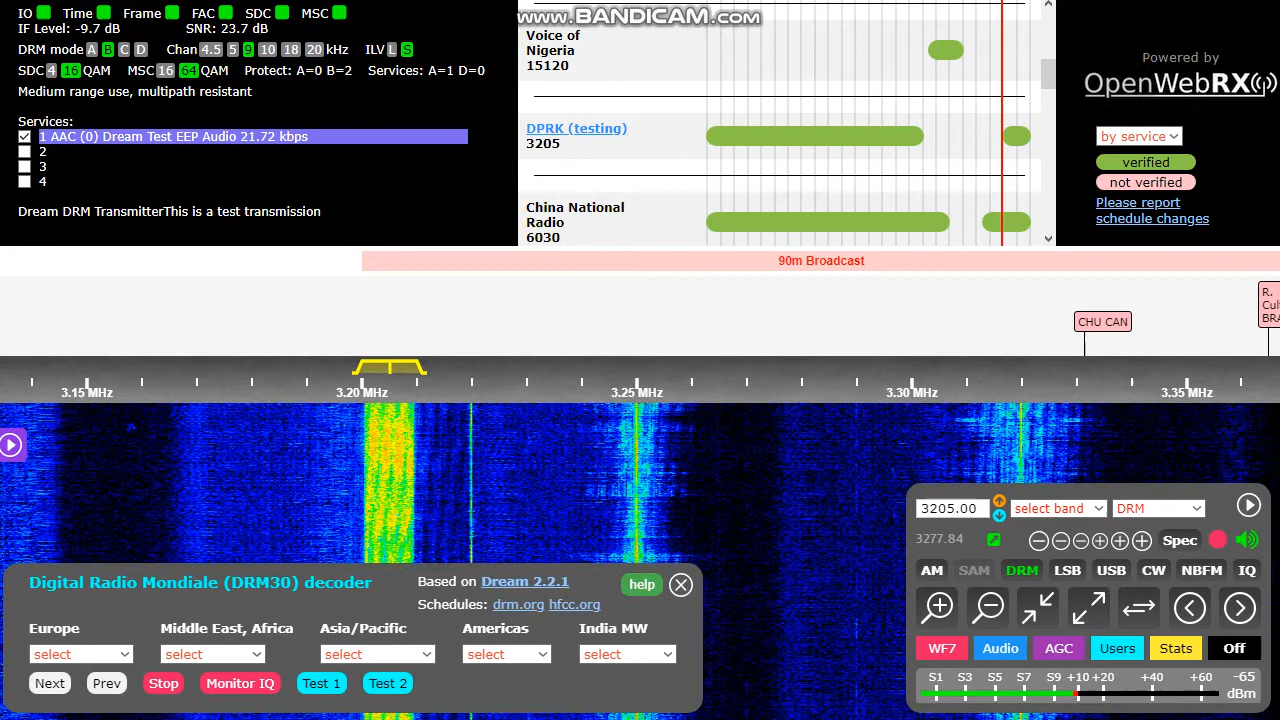 IO Time Frame FAC SDC MSC
IF Level: -9.7 dB SNR: 23.7 dB
DRM mode A B C D Chan 4.5 5 9 10 18 20 kHz ILV L S
SDC 4 16 QAM MSC 16 64 QAM Protect: A=0 B=2 Services: A=1 D=0
Medium range use, multipath resistant
Services:
1 AAC (0) Dream Test EEP Audio 21.72 kbps
2
3
4
Dream DRM TransmitterThis is a test transmission
www.BANDICAM.com
Voice of
Nigeria
15120
DPRK (testing)
3205
China National
Radio
6030
Powered by
OpenWebRX
by service
verified
not verified
Please report
schedule changes
90m Broadcast
CHU CAN
R.
Cul
BRA
3.15 MHz 3.20 MHz 3.25 MHz 3.30 MHz 3.35 MHz
Digital Radio Mondiale (DRM30) decoder
Based on Dream 2.2.1
help
Schedules: drm.org hfcc.org
Europe Middle East, Africa Asia/Pacific Americas India MW
select select select select select
Next Prev Stop Monitor IQ Test 1 Test 2
3205.00 select band DRM
3277.84 Spec
AM SAM DRM LSB USB CW NBFM IQ
WF7 Audio AGC Users Stats Off
S1 S3 S5 S7 S9 +10 +20 +40 +60 -65
dBm